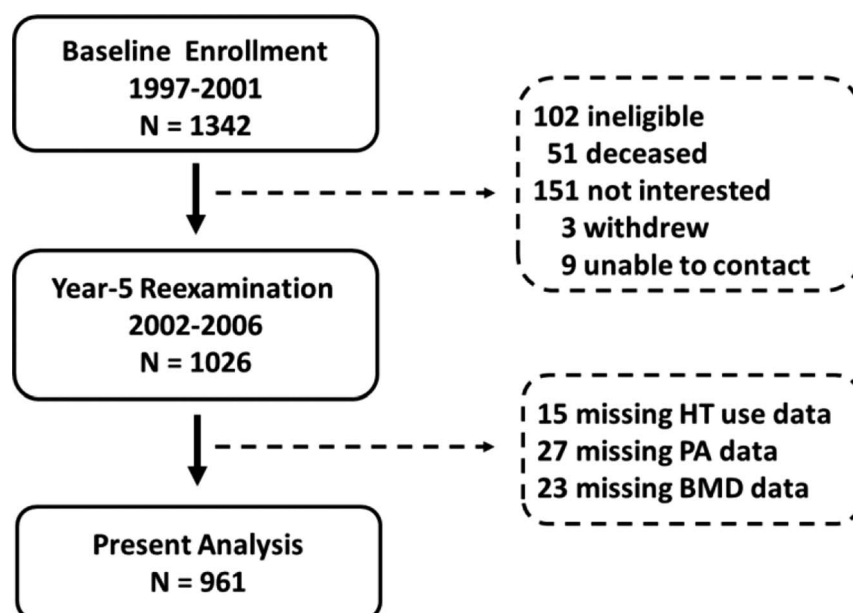 Baseline Enrollment
1997-2001
N = 1342
102 ineligible
51 deceased
151 not interested
3 withdrew
9 unable to contact
Year-5 Reexamination
2002-2006
N = 1026
15 missing HT use data
27 missing PA data
23 missing BMD data
Present Analysis
N = 961